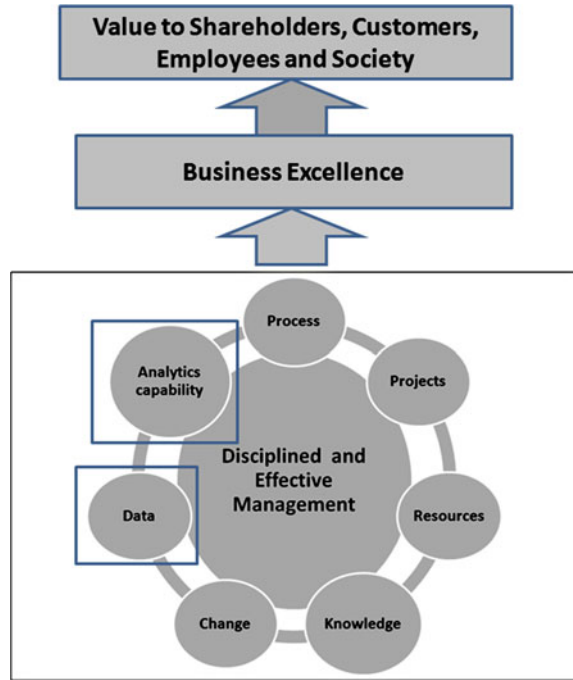 Value to Shareholders, Customers,
Employees and Society
Business Excellence
Process
Analytics
capability
Projects
Disciplined and
Effective
Management
Data
Resources
Change
Knowledge